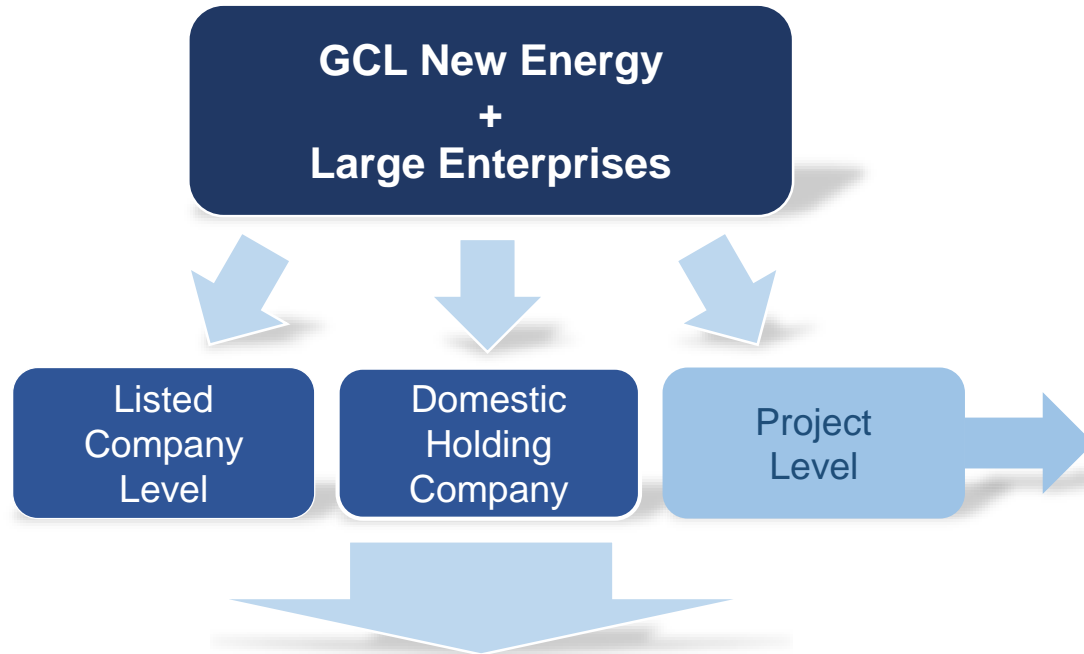 GCL New Energy
+
Large Enterprises
Listed
Company
Level
Domestic
Holding
Company
Project
Level